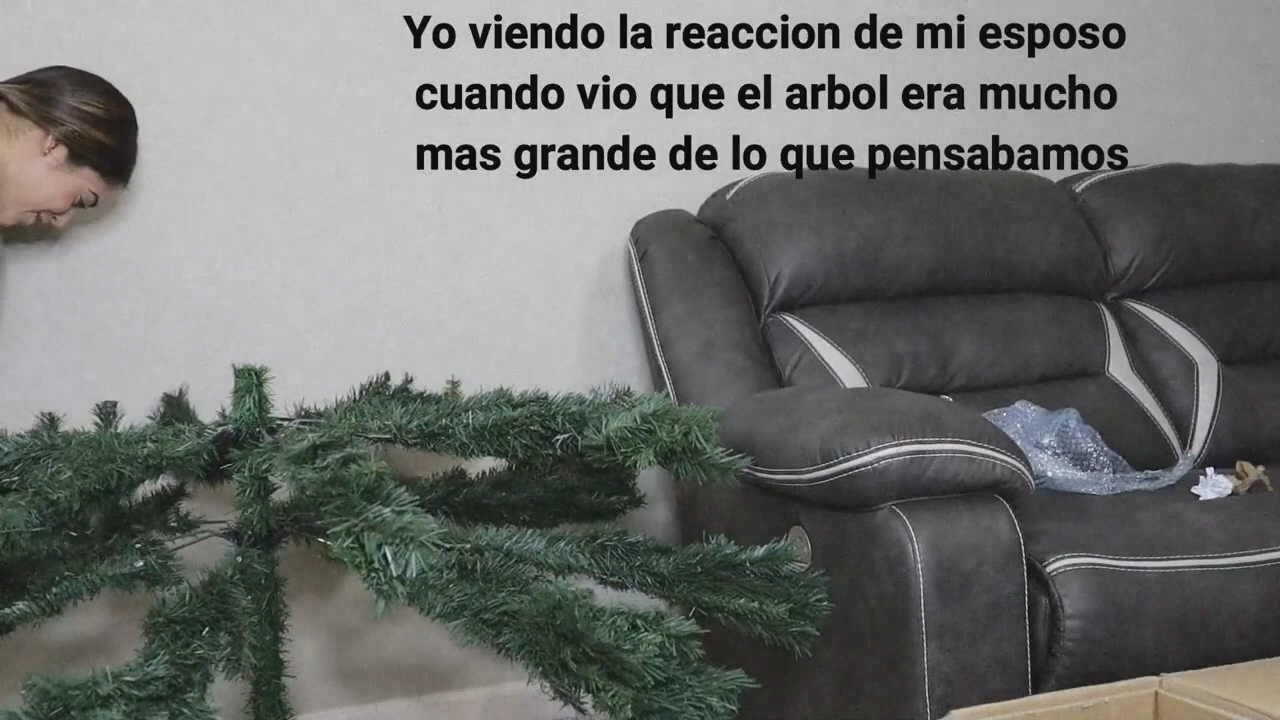 Yo viendo la reaccion de mi esposo
cuando vio que el arbol era mucho
mas grande de lo que pensabamos